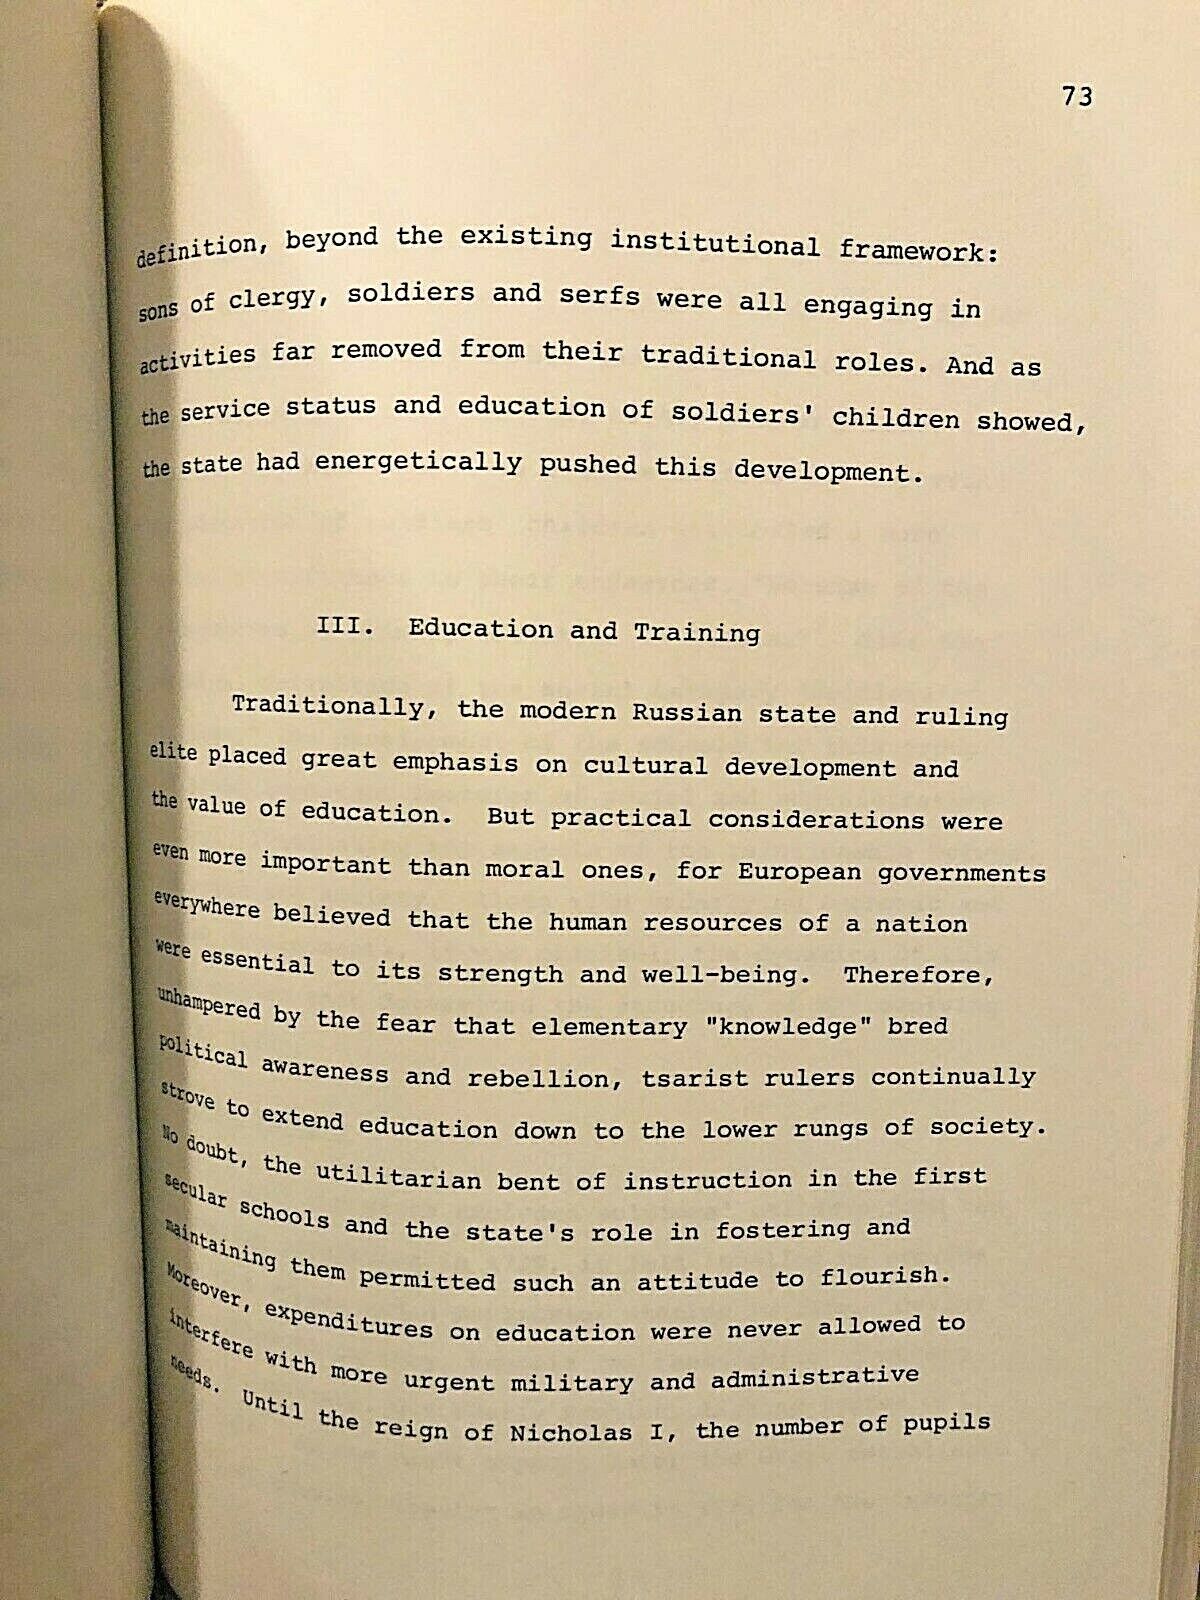 73
definition, beyond the existing institutional framework:
sons of clergy, soldiers and serfs were all engaging in
activities far removed from their traditional roles. And as
the service status and education of soldiers' children showed,
the state had energetically pushed this development.
III. Education and Training
Traditionally, the modern Russian state and ruling
elite placed great emphasis on cultural development and
the value of education. But practical considerations were
even more important than moral ones, for European governments
everywhere believed that the human resources of a nation
were essential to its strength and well-being. Therefore,
unhampered by the fear that elementary "knowledge" bred
political awareness and rebellion, tsarist rulers continually
strove to extend education down to the lower rungs of society.
No doubt, the utilitarian bent of instruction in the first
secular schools and the state's role in fostering and
maintaining them permitted such an attitude to flourish.
Moreover, expenditures on education were never allowed to
interfere with more urgent military and administrative
needs. Until the reign of Nicholas I, the number of pupils